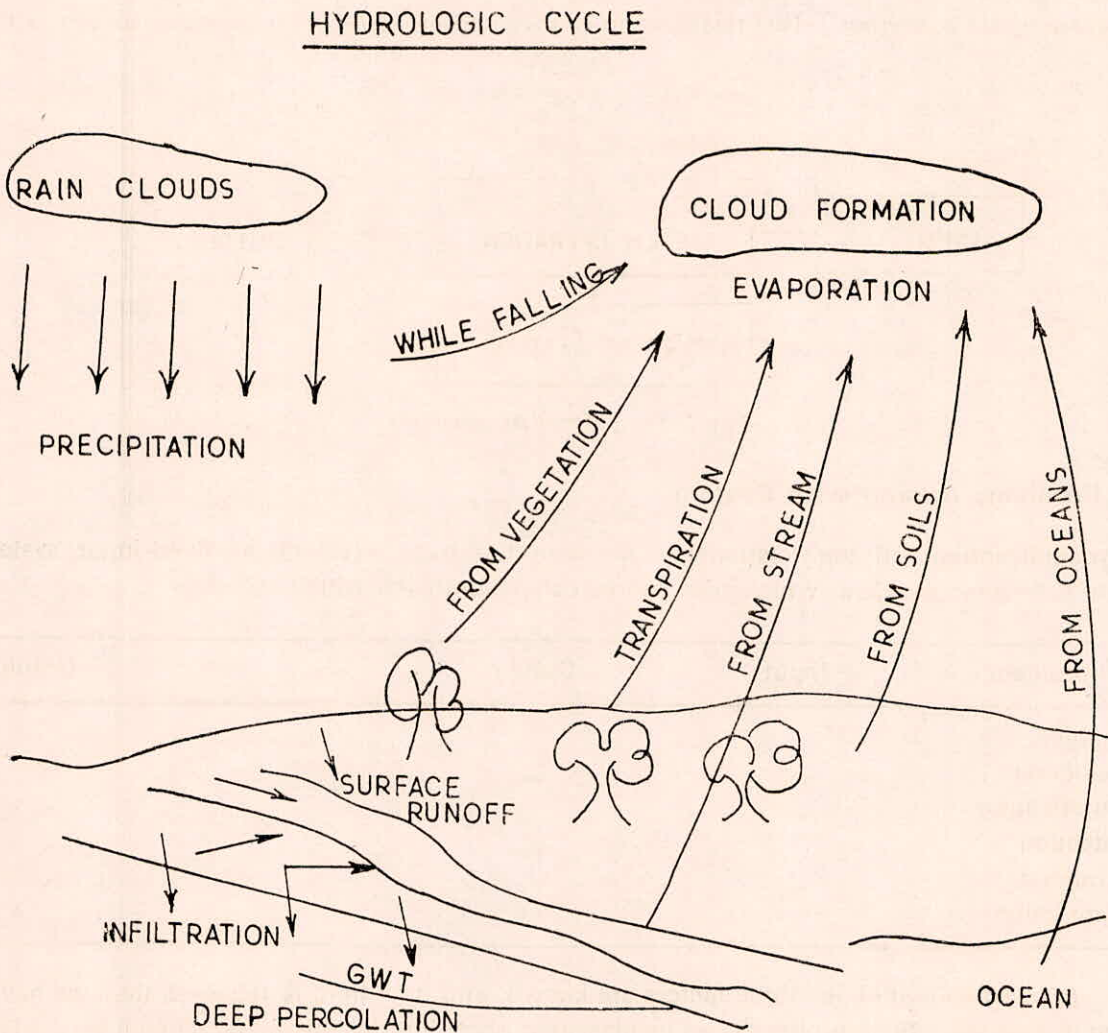 HYDROLOGIC CYCLE
RAIN CLOUDS
CLOUD FORMATION
EVAPORATION
WHILE FALLING
PRECIPITATION
FROM VEGETATION
TRANSPIRATION
FROM STREAM
FROM SOILS
FROM OCEANS
SURFACE
RUNOFF
INFILTRATION
GWT
DEEP PERCOLATION
OCEAN